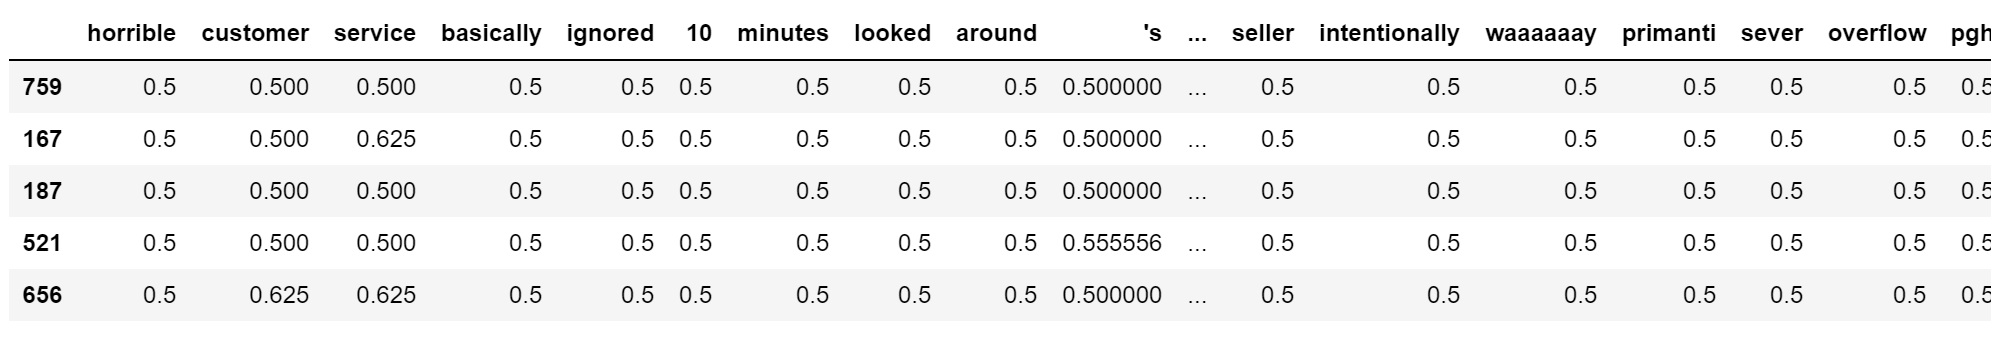 horrible customer service basically ignored 10 minutes looked around 's ... seller intentionally waaaaaay primanti sever overflow pgh
759 0.5 0.500 0.500 0.5 0.5 0.5 0.5 0.5 0.5 0.500000 ... 0.5 0.5 0.5 0.5 0.5 0.5 0.5
167 0.5 0.500 0.625 0.5 0.5 0.5 0.5 0.5 0.5 0.500000 ... 0.5 0.5 0.5 0.5 0.5 0.5 0.5
187 0.5 0.500 0.500 0.5 0.5 0.5 0.5 0.5 0.5 0.500000 ... 0.5 0.5 0.5 0.5 0.5 0.5 0.5
521 0.5 0.500 0.500 0.5 0.5 0.5 0.5 0.5 0.5 0.555556 ... 0.5 0.5 0.5 0.5 0.5 0.5 0.5
656 0.5 0.625 0.625 0.5 0.5 0.5 0.5 0.5 0.5 0.500000 ... 0.5 0.5 0.5 0.5 0.5 0.5 0.5